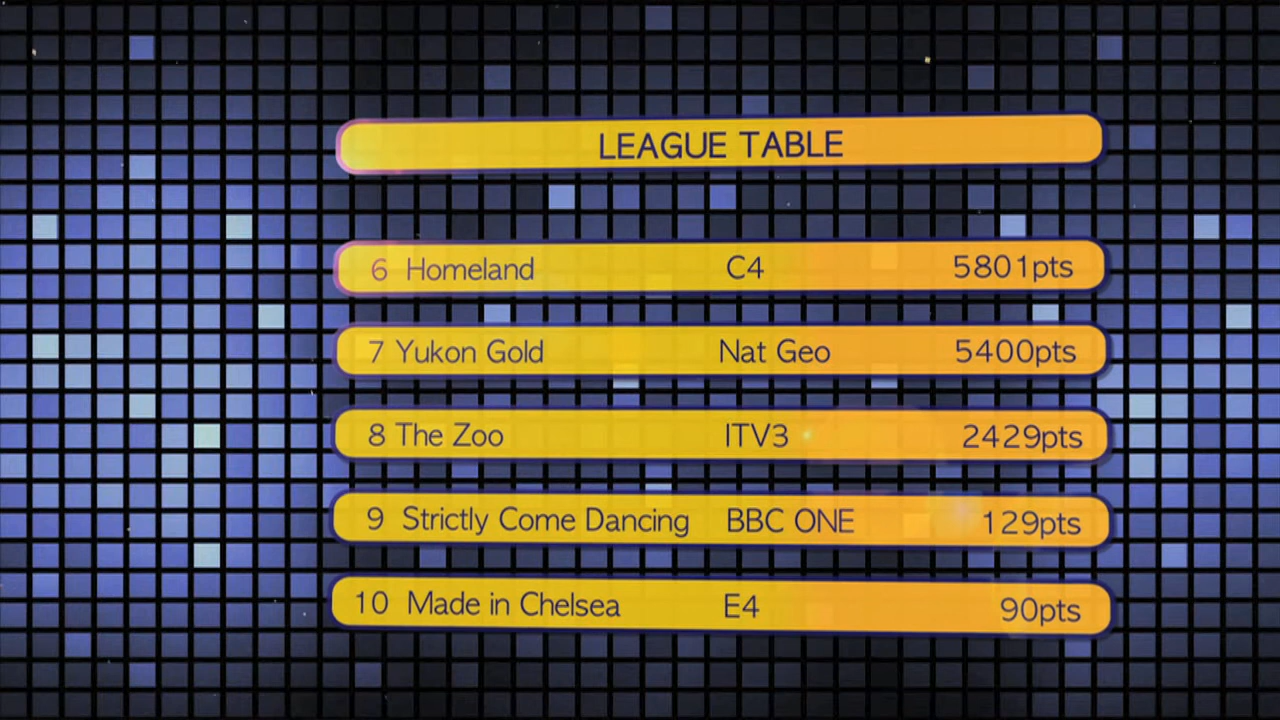 LEAGUE TABLE
6 Homeland C4 5801pts
7 Yukon Gold Nat Geo 5400pts
8 The Zoo ITV3 2429pts
9 Strictly Come Dancing BBC ONE 129pts
10 Made in Chelsea E4 90pts